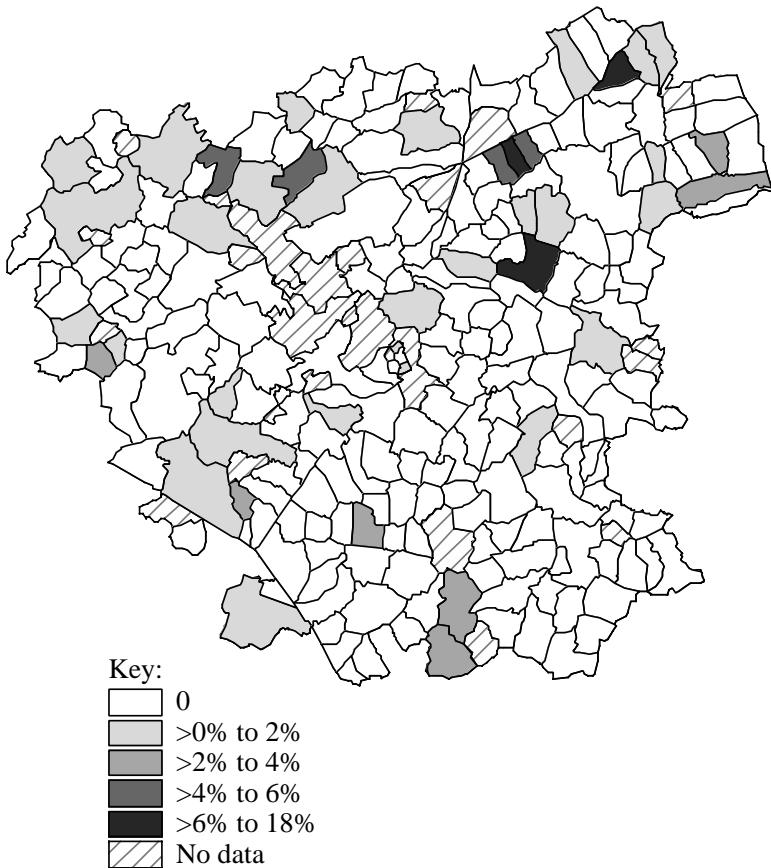 Key:
0
>0% to 2%
>2% to 4%
>4% to 6%
>6% to 18%
No data